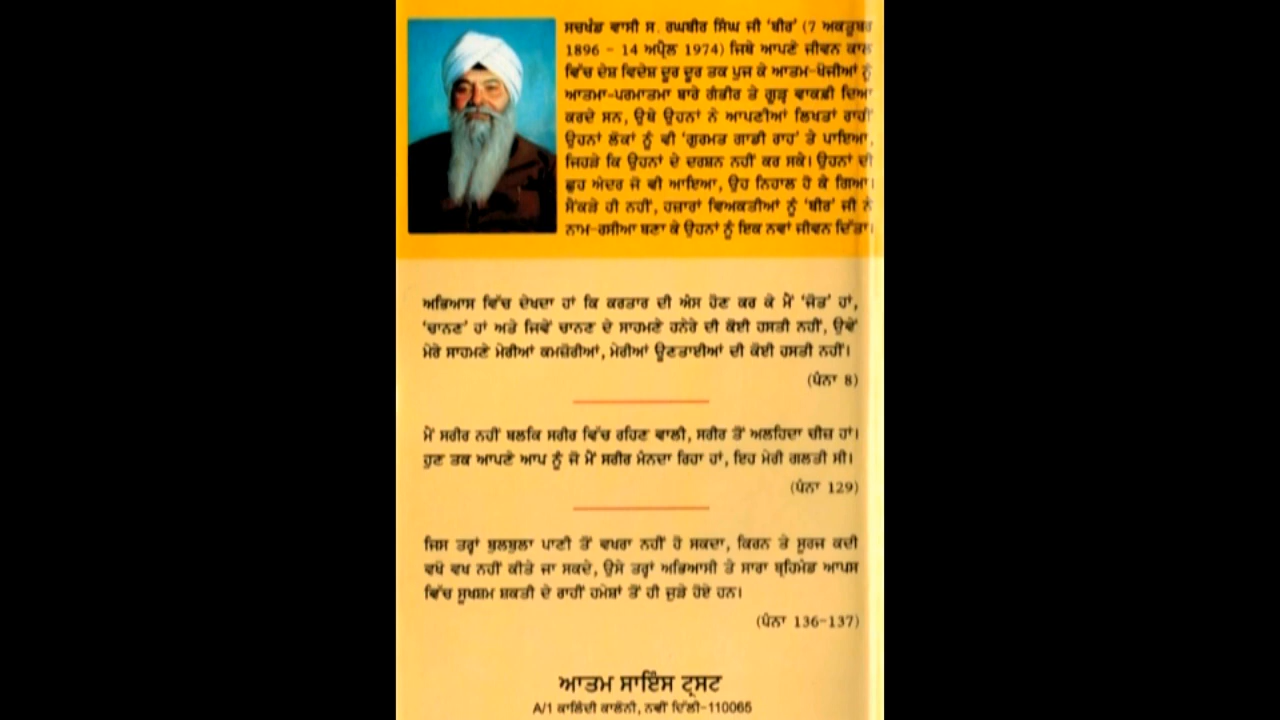 ਸਚਖੰਡ ਵਾਸੀ ਸ. ਰਘਬੀਰ ਸਿੰਘ ਜੀ 'ਬੀਰ' (7 ਅਕਤੂਬਰ
1896 - 14 ਅਪ੍ਰੈਲ 1974) ਜਿਥੇ ਆਪਣੇ ਜੀਵਨ ਕਾਲ
ਵਿੱਚ ਦੇਸ਼ ਵਿਦੇਸ਼ ਦੂਰ ਦੂਰ ਤਕ ਪੁਜ ਕੇ ਆਤਮ-ਖੋਜੀਆਂ ਨੂੰ
ਆਤਮਾ-ਪਰਮਾਤਮਾ ਬਾਰੇ ਗੰਭੀਰ ਤੇ ਗੂੜ੍ਹ ਵਾਕਫ਼ੀ ਦਿਆ
ਕਰਦੇ ਸਨ, ਉਥੇ ਉਹਨਾਂ ਨੇ ਆਪਣੀਆਂ ਲਿਖਤਾਂ ਰਾਹੀਂ
ਉਹਨਾਂ ਲੋਕਾਂ ਨੂੰ ਵੀ 'ਗੁਰਮਤ ਗਾਡੀ ਰਾਹ' ਤੇ ਪਾਇਆ,
ਜਿਹੜੇ ਕਿ ਉਹਨਾਂ ਦੇ ਦਰਸ਼ਨ ਨਹੀਂ ਕਰ ਸਕੇ। ਉਹਨਾਂ ਦੀ
ਛੁਹ ਅੰਦਰ ਜੋ ਵੀ ਆਇਆ, ਉਹ ਨਿਹਾਲ ਹੋ ਕੇ ਗਿਆ।
ਸੈਂਕੜੇ ਹੀ ਨਹੀਂ, ਹਜ਼ਾਰਾਂ ਵਿਅਕਤੀਆਂ ਨੂੰ 'ਬੀਰ' ਜੀ ਨੇ
ਨਾਮ-ਰਸੀਆ ਬਣਾ ਕੇ ਉਹਨਾਂ ਨੂੰ ਇਕ ਨਵਾਂ ਜੀਵਨ ਦਿੱਤਾ।
ਅਭਿਆਸ ਵਿੱਚ ਦੇਖਦਾ ਹਾਂ ਕਿ ਕਰਤਾਰ ਦੀ ਅੰਸ ਹੋਣ ਕਰ ਕੇ ਮੈਂ 'ਜੋਤ' ਹਾਂ,
'ਚਾਨਣ' ਹਾਂ ਅਤੇ ਜਿਵੇਂ ਚਾਨਣ ਦੇ ਸਾਹਮਣੇ ਹਨੇਰੇ ਦੀ ਕੋਈ ਹਸਤੀ ਨਹੀਂ, ਉਵੇਂ
ਮੇਰੇ ਸਾਹਮਣੇ ਮੇਰੀਆਂ ਕਮਜ਼ੋਰੀਆਂ, ਮੇਰੀਆਂ ਊਣਤਾਈਆਂ ਦੀ ਕੋਈ ਹਸਤੀ ਨਹੀਂ।
(ਪੰਨਾ 8)
ਮੈਂ ਸਰੀਰ ਨਹੀਂ ਬਲਕਿ ਸਰੀਰ ਵਿੱਚ ਰਹਿਣ ਵਾਲੀ, ਸਰੀਰ ਤੋਂ ਅਲਹਿਦਾ ਚੀਜ਼ ਹਾਂ।
ਹੁਣ ਤਕ ਆਪਣੇ ਆਪ ਨੂੰ ਜੋ ਮੈਂ ਸਰੀਰ ਮੰਨਦਾ ਰਿਹਾ ਹਾਂ, ਇਹ ਮੇਰੀ ਗਲਤੀ ਸੀ।
(ਪੰਨਾ 129)
ਜਿਸ ਤਰ੍ਹਾਂ ਬੁਲਬੁਲਾ ਪਾਣੀ ਤੋਂ ਵਖਰਾ ਨਹੀਂ ਹੋ ਸਕਦਾ, ਕਿਰਨ ਤੇ ਸੂਰਜ ਕਦੀ
ਵਖੋ ਵਖ ਨਹੀਂ ਕੀਤੇ ਜਾ ਸਕਦੇ, ਉਸੇ ਤਰ੍ਹਾਂ ਅਭਿਆਸੀ ਤੇ ਸਾਰਾ ਬ੍ਰਹਿਮੰਡ ਆਪਸ
ਵਿੱਚ ਸੂਖਸ਼ਮ ਸ਼ਕਤੀ ਦੇ ਰਾਹੀਂ ਹਮੇਸ਼ਾਂ ਤੋਂ ਹੀ ਜੁੜੇ ਹੋਏ ਹਨ।
(ਪੰਨਾ 136-137)
ਆਤਮ ਸਾਇੰਸ ਟ੍ਰਸਟ
A/1 ਕਾਲਿੰਦੀ ਕਾਲੋਨੀ, ਨਵੀਂ ਦਿੱਲੀ-110065